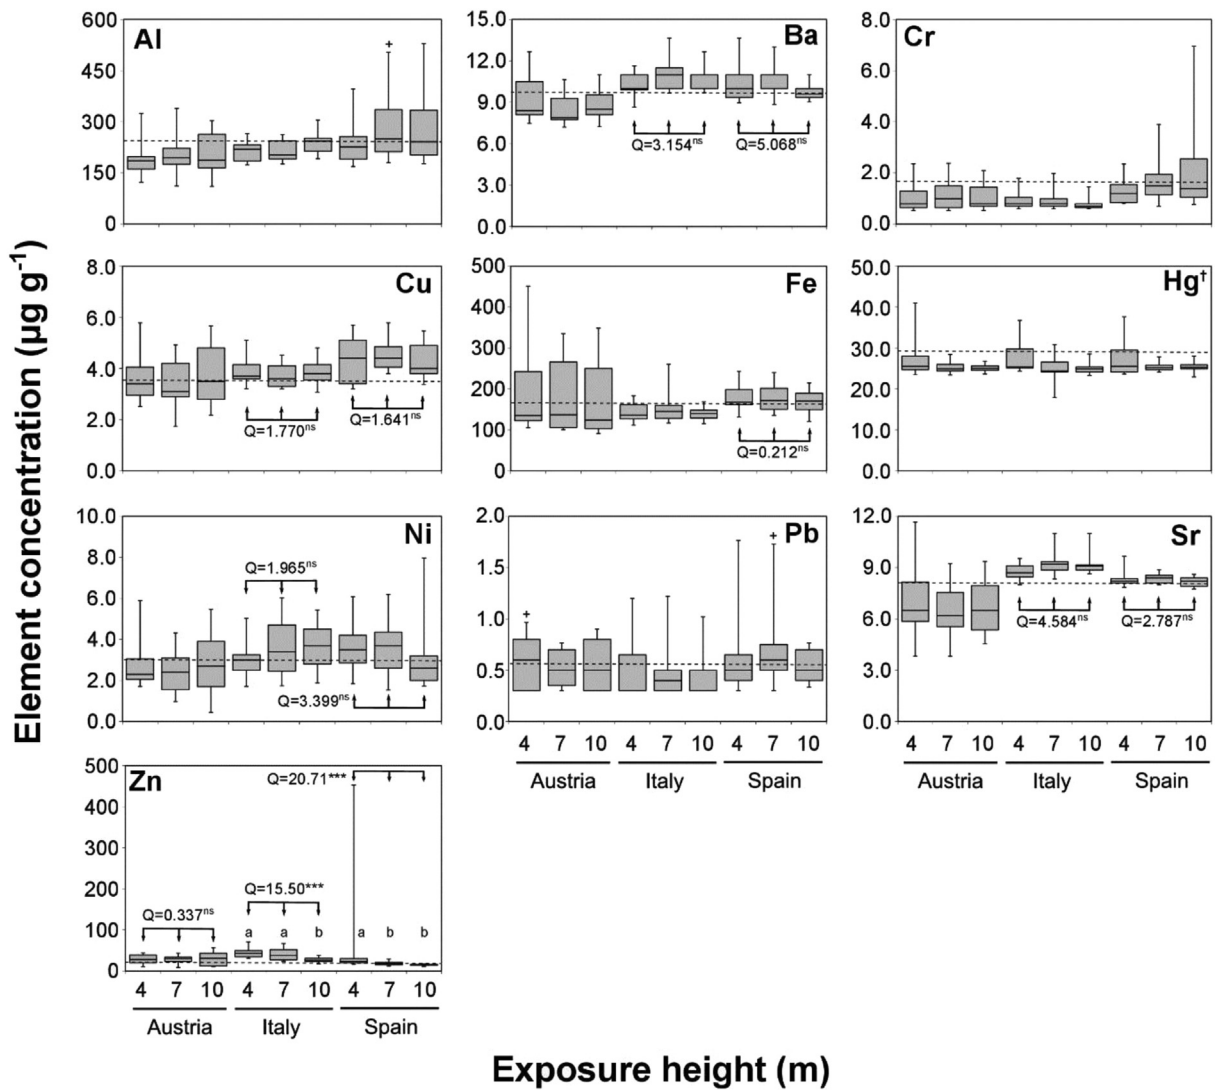 Element concentration (µg g⁻¹)
Al
600
450
300
150
0
+
Ba
15.0
12.0
9.0
6.0
3.0
0.0
Q=3.154ns
Q=5.068ns
Cr
8.0
6.0
4.0
2.0
0.0
Cu
8.0
6.0
4.0
2.0
0.0
Q=1.770ns
Q=1.641ns
Fe
500
400
300
200
100
0
Q=0.212ns
Hg†
50.0
40.0
30.0
20.0
10.0
0.0
Ni
10.0
8.0
6.0
4.0
2.0
0.0
Q=1.965ns
Q=3.399ns
Pb
2.0
1.5
1.0
0.5
0.0
+
+
4 7 10 4 7 10 4 7 10
Austria Italy Spain
Sr
12.0
9.0
6.0
3.0
0.0
Q=4.584ns
Q=2.787ns
4 7 10 4 7 10 4 7 10
Austria Italy Spain
Zn
500
400
300
200
100
0
Q=20.71***
Q=15.50***
Q=0.337ns
a a b a b b
4 7 10 4 7 10 4 7 10
Austria Italy Spain
Exposure height (m)